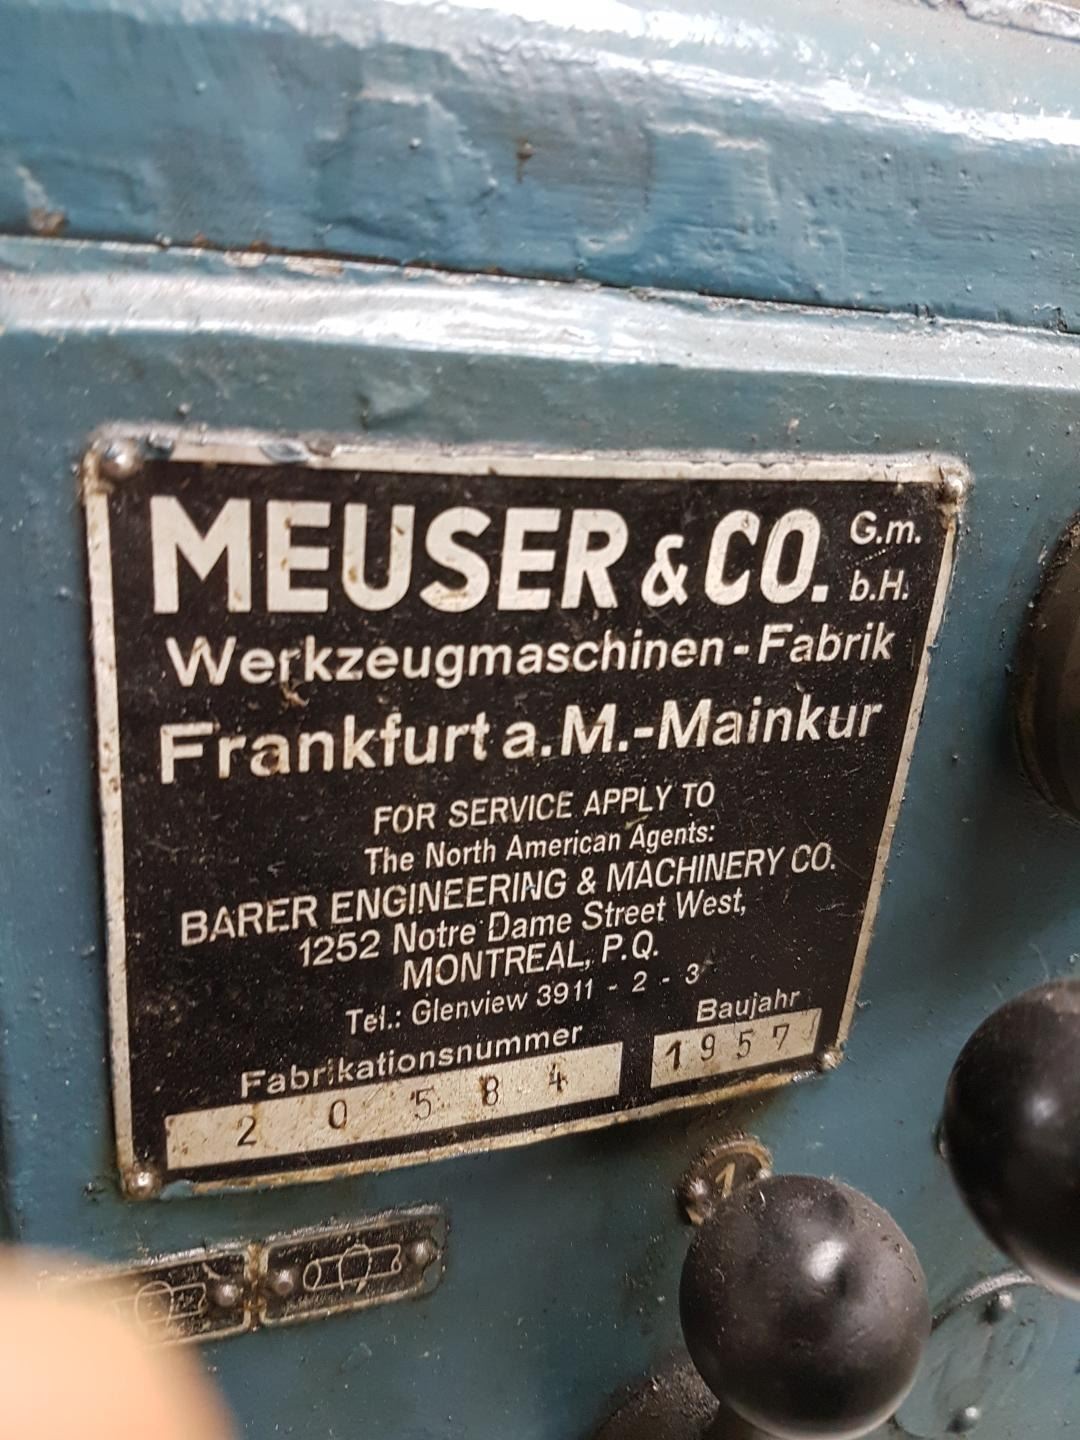 MEUSER & CO. G.m.
b.H.
Werkzeugmaschinen - Fabrik
Frankfurt a. M.-Mainkur
FOR SERVICE APPLY TO
The North American Agents:
BARER ENGINEERING & MACHINERY CO.
1252 Notre Dame Street West,
MONTREAL, P.Q.
Tel.: Glenview 3911 - 2 - 3
Fabrikationsnummer Baujahr
20584 1957
1